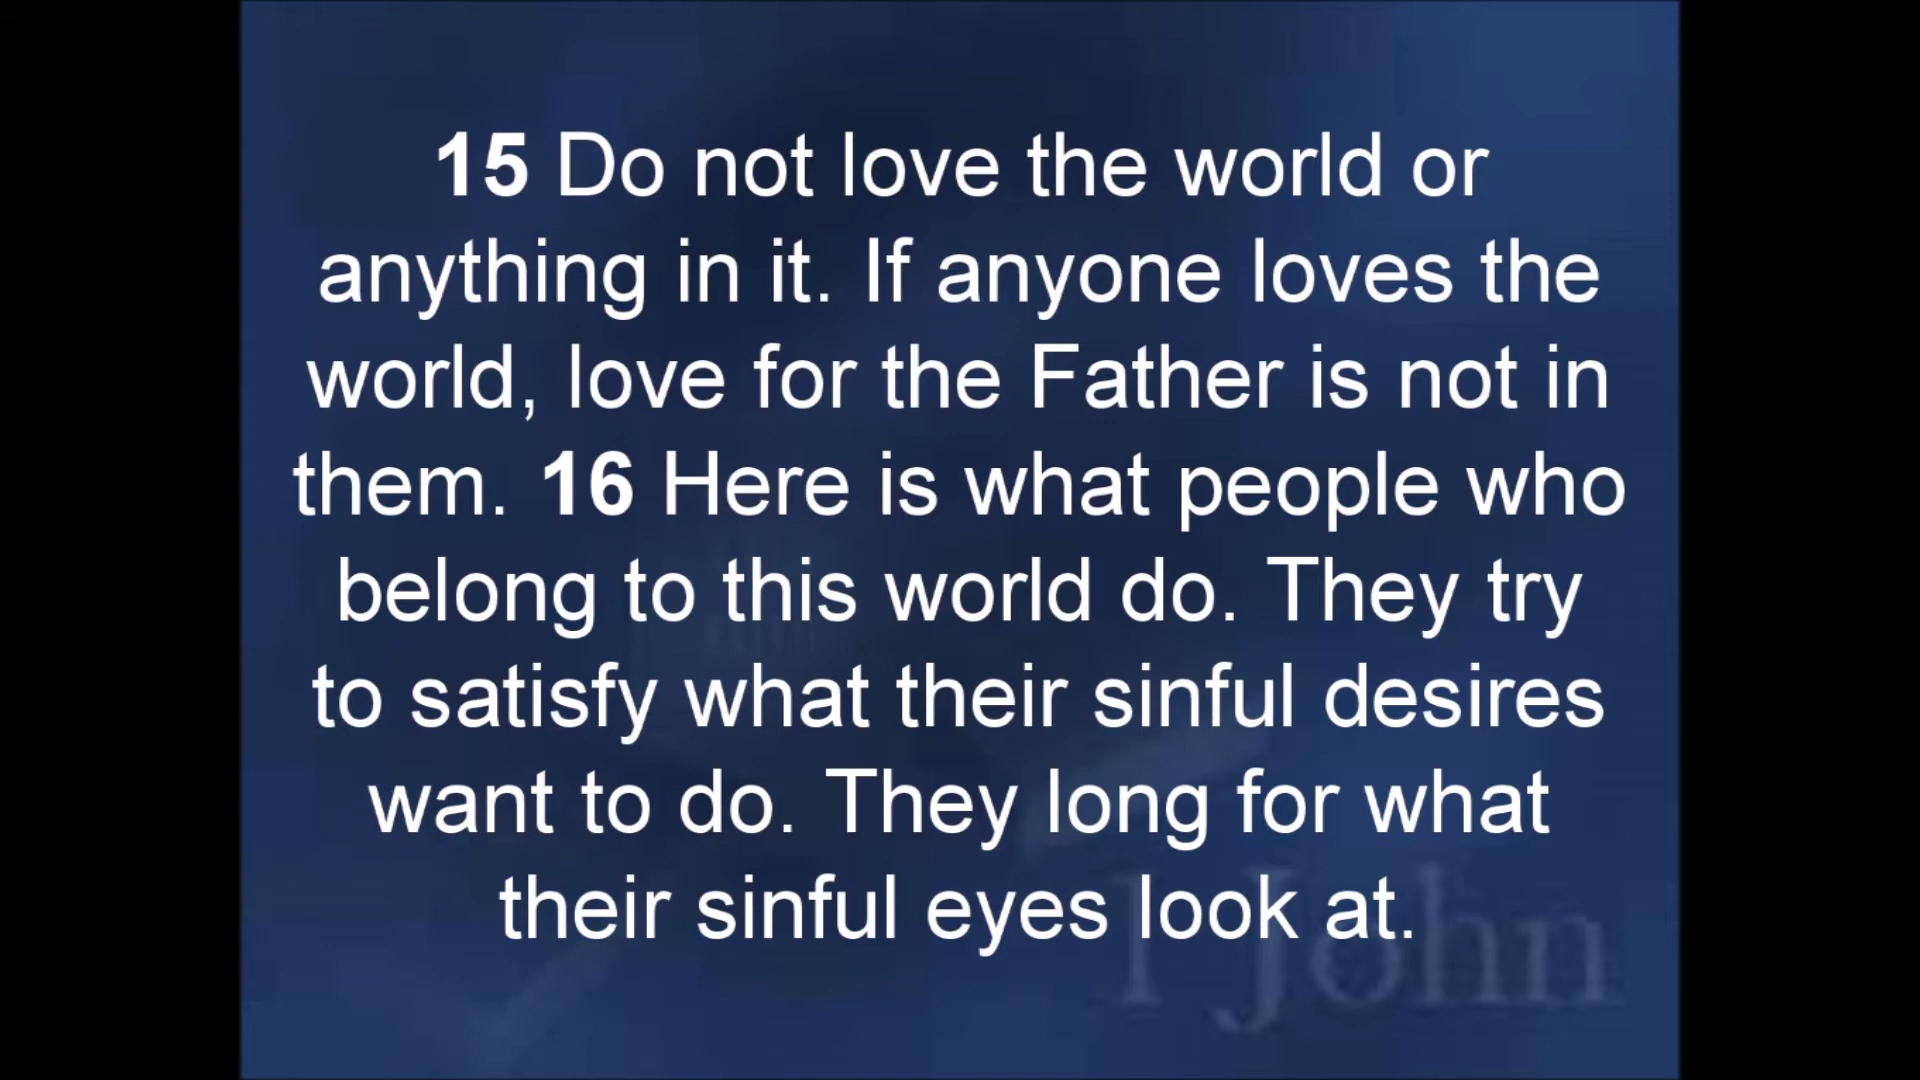 15 Do not love the world or
anything in it. If anyone loves the
world, love for the Father is not in
them. 16 Here is what people who
belong to this world do. They try
to satisfy what their sinful desires
want to do. They long for what
their sinful eyes look at.
1 John